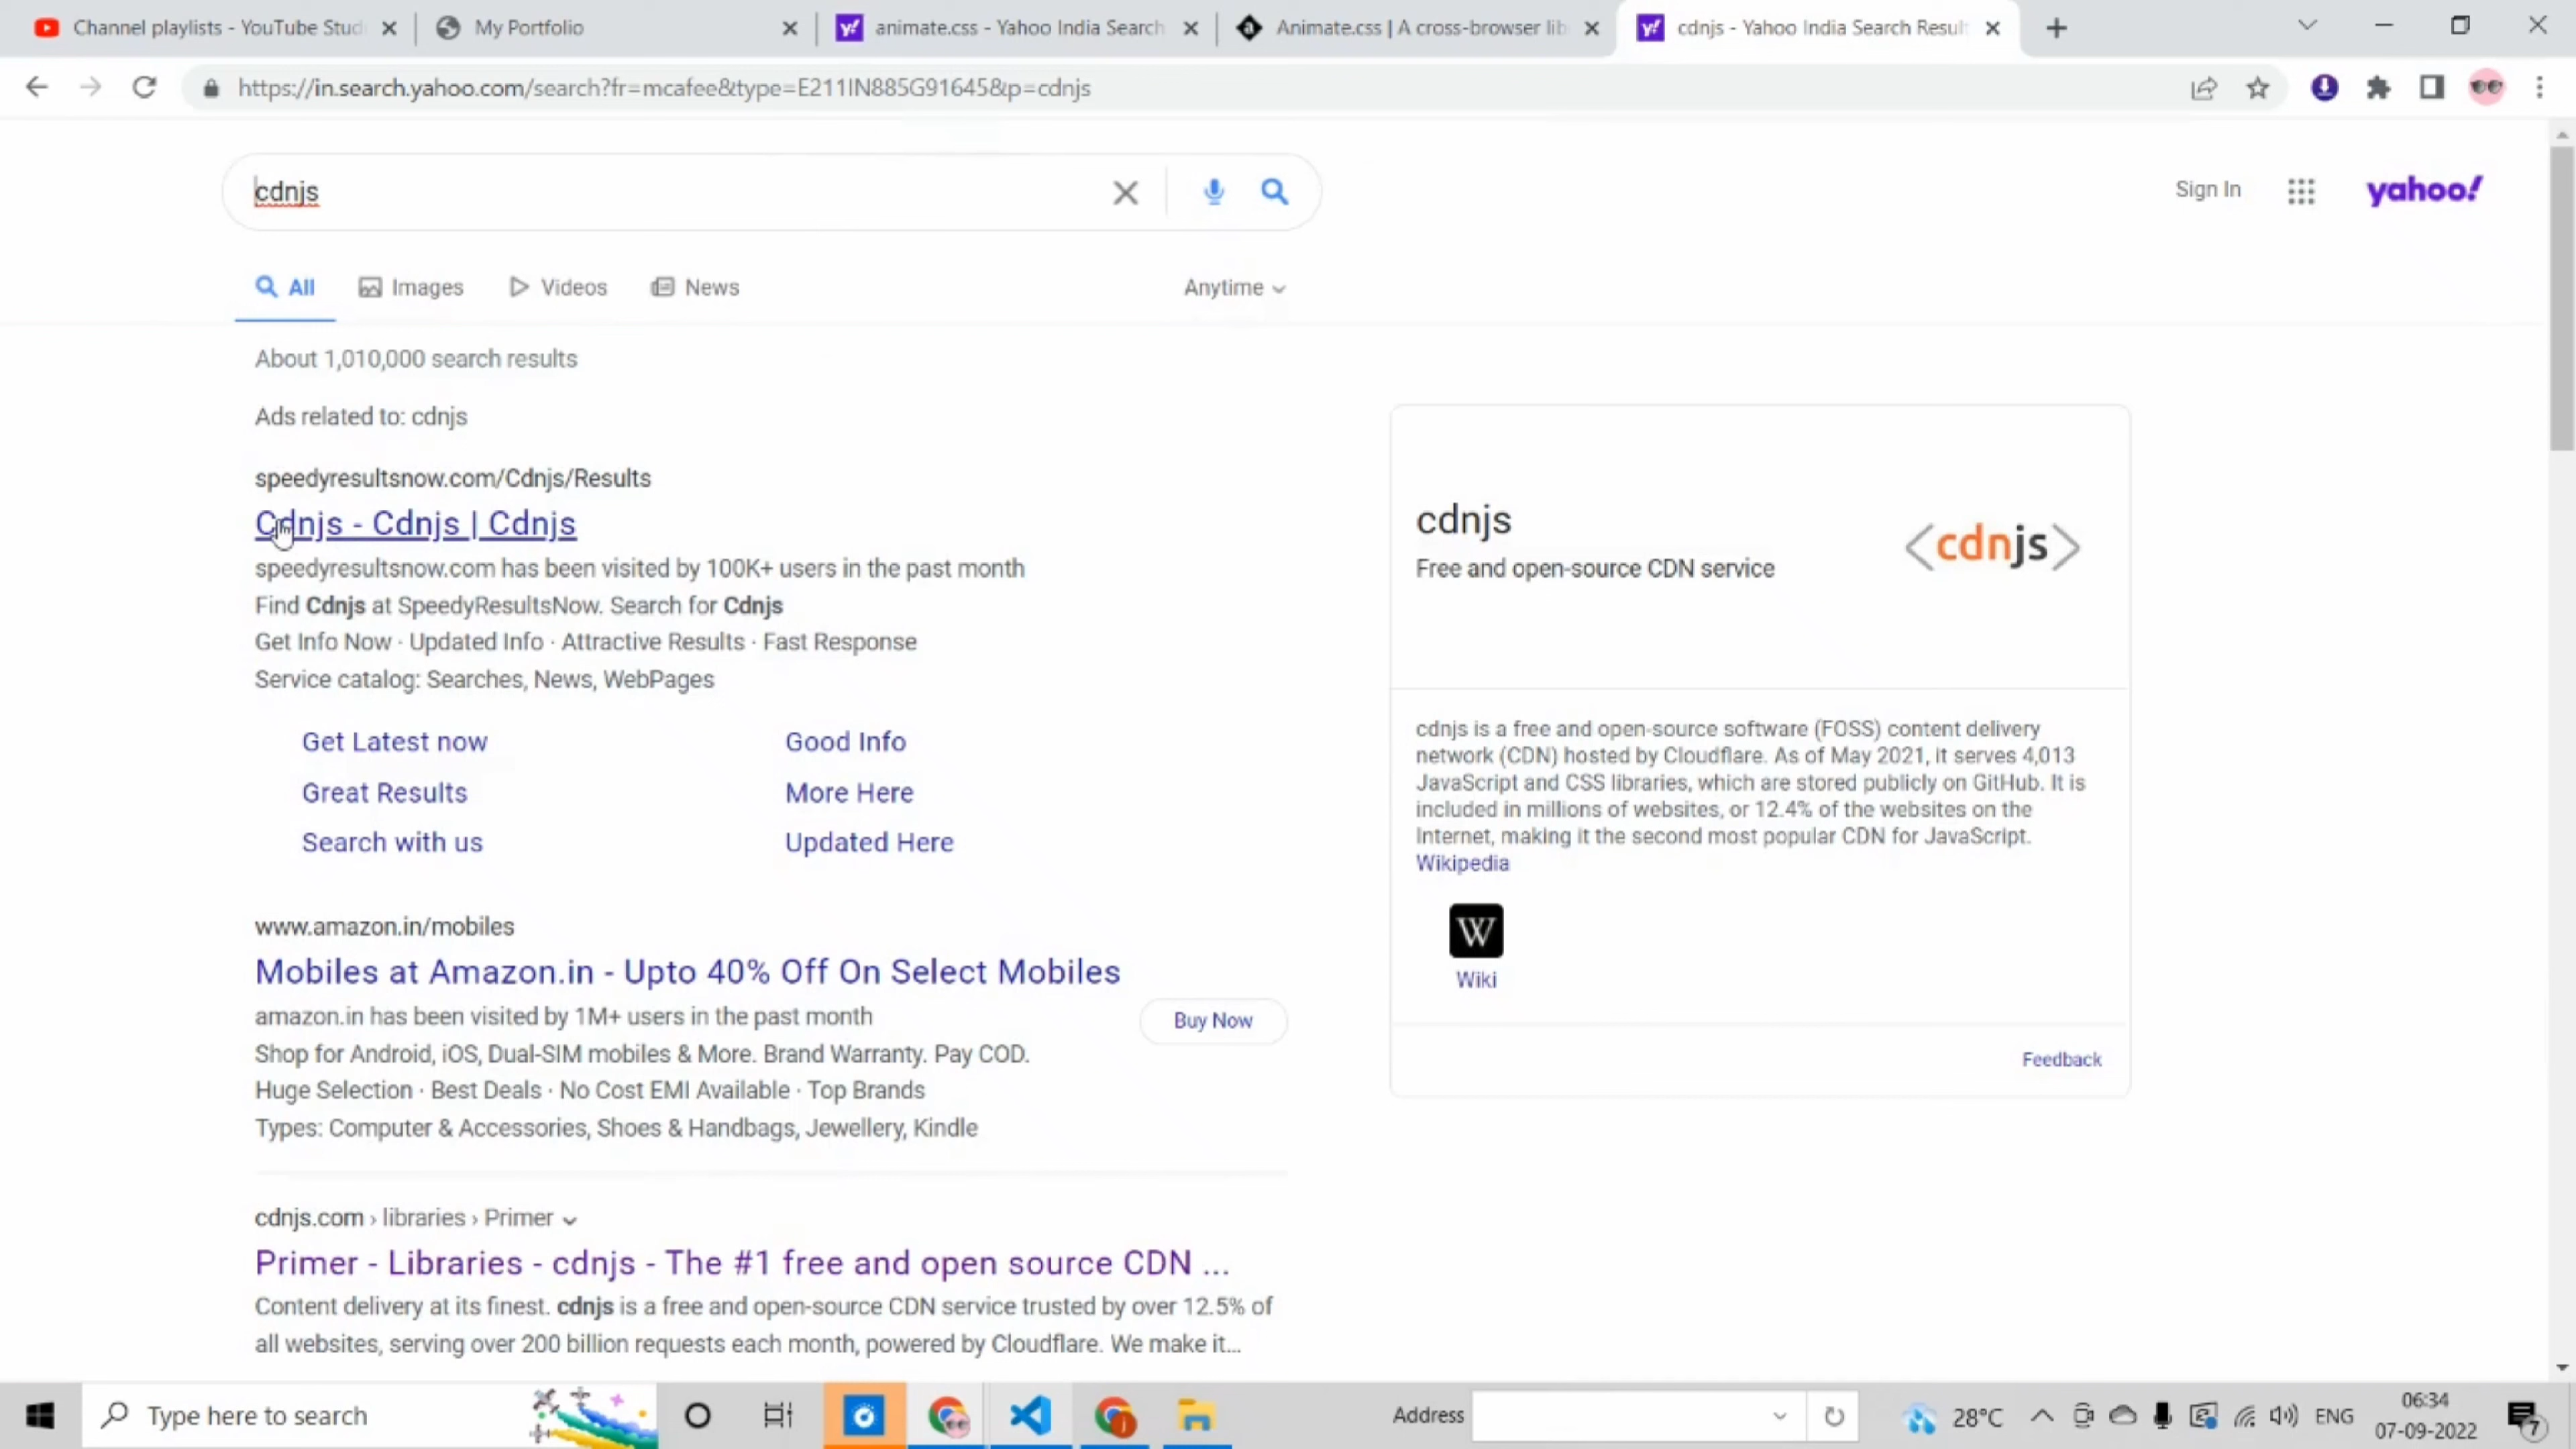 Channel playlists - YouTube Studi
My Portfolio
animate.css - Yahoo India Search
Animate.css | A cross-browser lib
cdnjs - Yahoo India Search Result
https://in.search.yahoo.com/search?fr=mcafee&type=E211IN885G91645&p=cdnjs
cdnjs
Sign In
yahoo!
All
Images
Videos
News
Anytime
About 1,010,000 search results
Ads related to: cdnjs
speedyresultsnow.com/Cdnjs/Results
Cdnjs - Cdnjs | Cdnjs
speedyresultsnow.com has been visited by 100K+ users in the past month
Find Cdnjs at SpeedyResultsNow. Search for Cdnjs
Get Info Now · Updated Info · Attractive Results · Fast Response
Service catalog: Searches, News, WebPages
Get Latest now
Good Info
Great Results
More Here
Search with us
Updated Here
www.amazon.in/mobiles
Mobiles at Amazon.in - Upto 40% Off On Select Mobiles
amazon.in has been visited by 1M+ users in the past month
Buy Now
Shop for Android, iOS, Dual-SIM mobiles & More. Brand Warranty. Pay COD.
Huge Selection · Best Deals · No Cost EMI Available · Top Brands
Types: Computer & Accessories, Shoes & Handbags, Jewellery, Kindle
cdnjs.com › libraries › Primer
Primer - Libraries - cdnjs - The #1 free and open source CDN ...
Content delivery at its finest. cdnjs is a free and open-source CDN service trusted by over 12.5% of
all websites, serving over 200 billion requests each month, powered by Cloudflare. We make it...
cdnjs
Free and open-source CDN service
<cdnjs>
cdnjs is a free and open-source software (FOSS) content delivery
network (CDN) hosted by Cloudflare. As of May 2021, it serves 4,013
JavaScript and CSS libraries, which are stored publicly on GitHub. It is
included in millions of websites, or 12.4% of the websites on the
Internet, making it the second most popular CDN for JavaScript.
Wikipedia
W
Wiki
Feedback
Type here to search
Address
28°C
ENG
06:34
07-09-2022
7